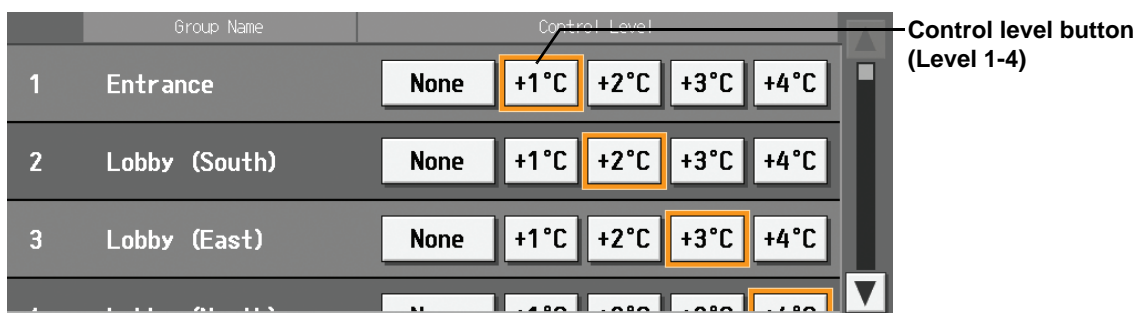 Group Name Control Level
1 Entrance None +1°C +2°C +3°C +4°C
2 Lobby (South) None +1°C +2°C +3°C +4°C
3 Lobby (East) None +1°C +2°C +3°C +4°C
Control level button
(Level 1-4)